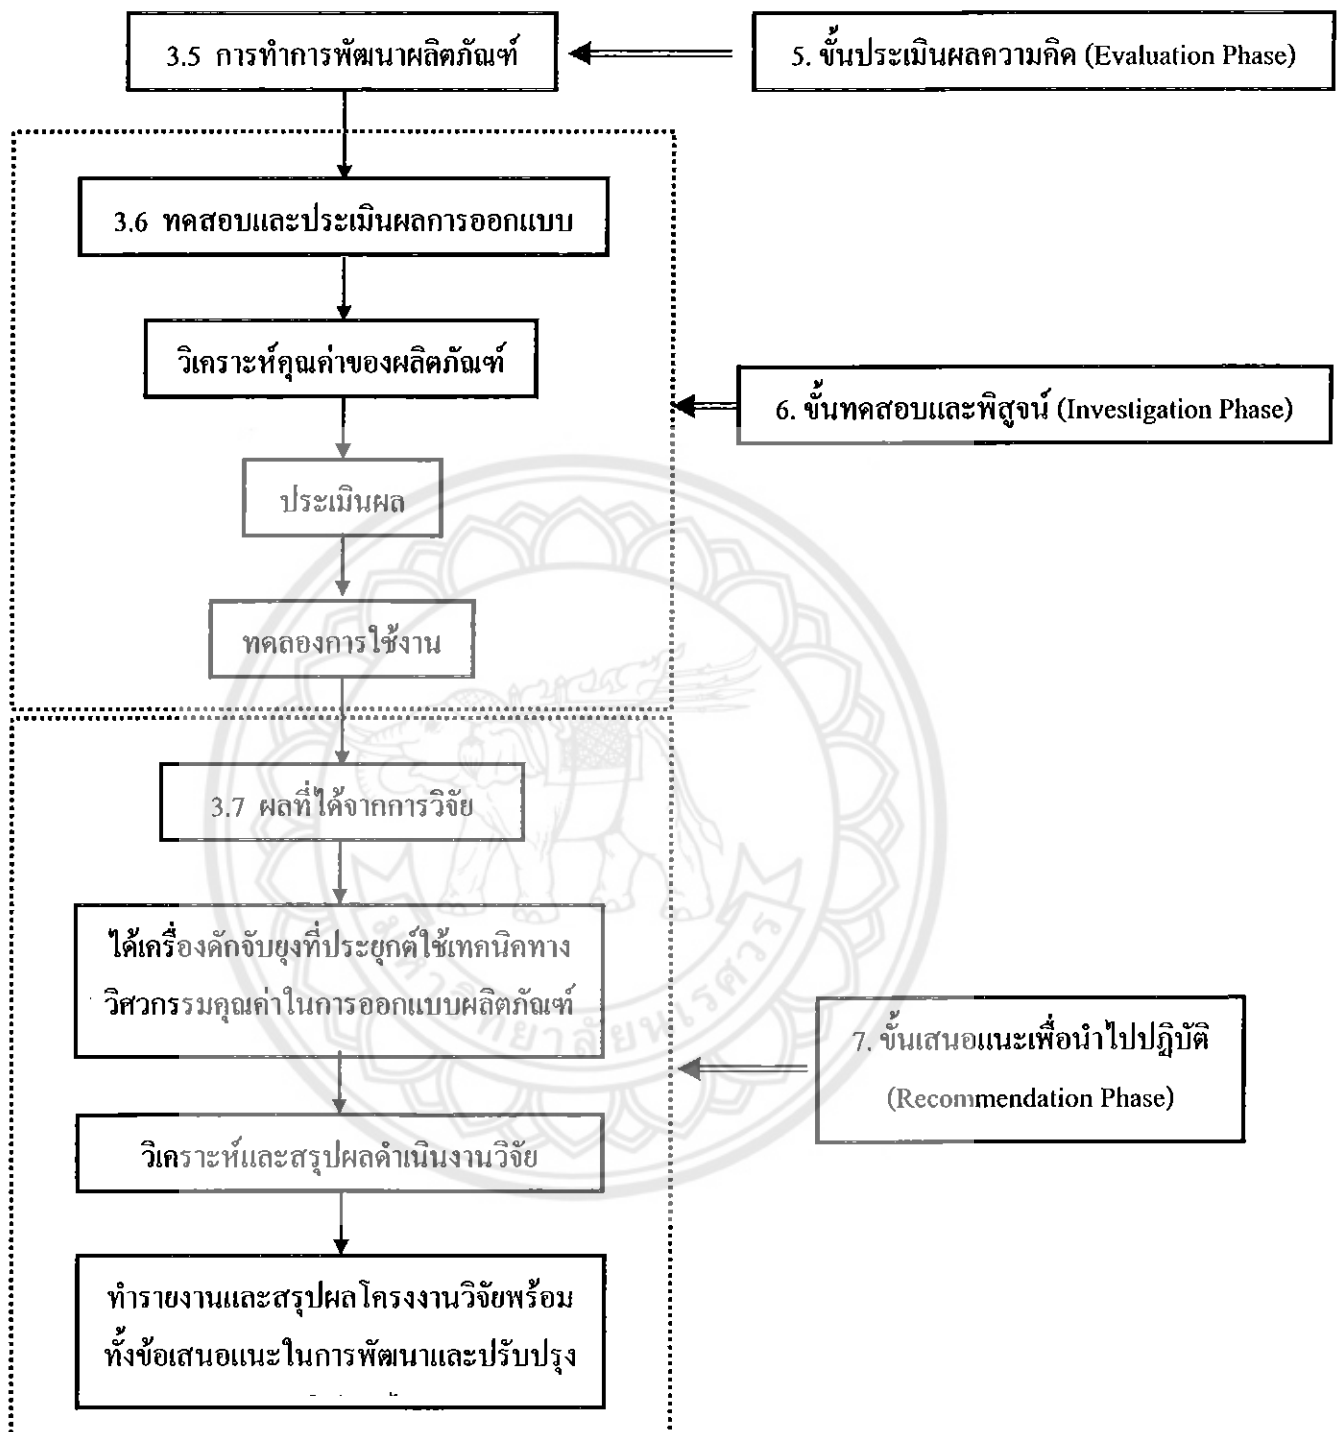 3.5 การทำการพัฒนาผลิตภัณฑ์
5. ขั้นประเมินผลความคิด (Evaluation Phase)
3.6 ทดสอบและประเมินผลการออกแบบ
วิเคราะห์คุณค่าของผลิตภัณฑ์
6. ขั้นทดสอบและพิสูจน์ (Investigation Phase)
ประเมินผล
ทดลองการใช้งาน
3.7 ผลที่ได้จากการวิจัย
ได้เครื่องดักจับยุงที่ประยุกต์ใช้เทคนิคทาง
วิศวกรรมคุณค่าในการออกแบบผลิตภัณฑ์
7. ขั้นเสนอแนะเพื่อนำไปปฏิบัติ
(Recommendation Phase)
วิเคราะห์และสรุปผลดำเนินงานวิจัย
ทำรายงานและสรุปผลโครงงานวิจัยพร้อม
ทั้งข้อเสนอแนะในการพัฒนาและปรับปรุง